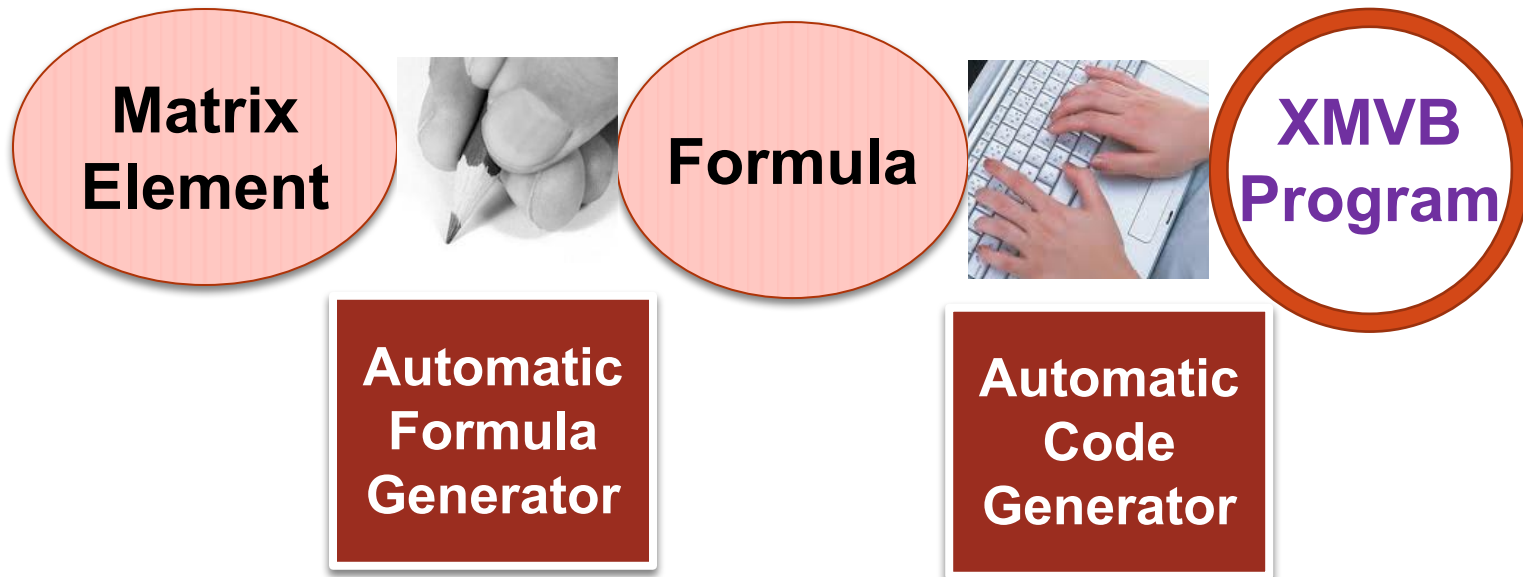 Matrix
Element
Formula
XMVB
Program
Automatic
Formula
Generator
Automatic
Code
Generator